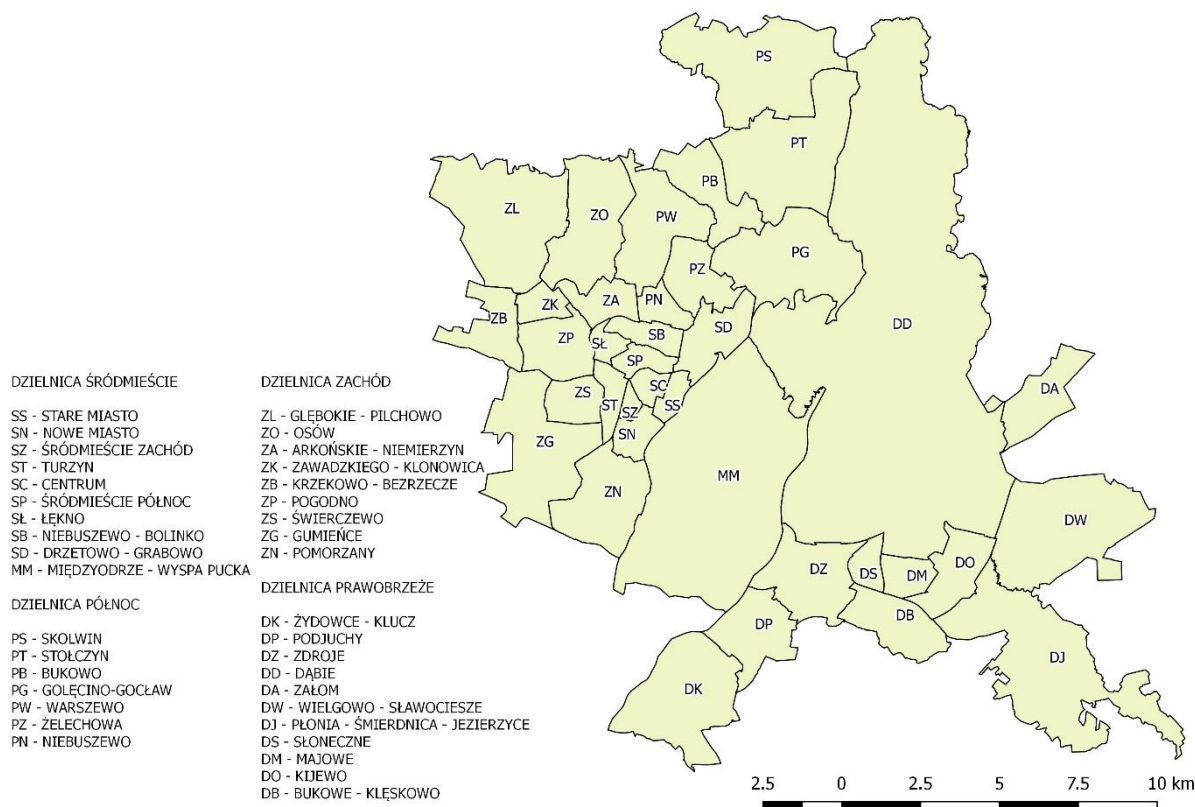 DZIELNICA ŚRÓDMIEŚCIE
SS - STARE MIASTO
SN - NOWE MIASTO
SZ - ŚRÓDMIEŚCIE ZACHÓD
ST - TURZYN
SC - CENTRUM
SP - ŚRÓDMIEŚCIE PÓŁNOC
SŁ - ŁĘKNO
SB - NIEBUSZEWO - BOLINKO
SD - DRZETOWO - GRABOWO
MM - MIĘDZYODRZE - WYSPA PUCKA
DZIELNICA PÓŁNOC
PS - SKOLWIN
PT - STOŁCZYN
PB - BUKOWO
PG - GOLĘCINO-GOCŁAW
PW - WARSZEWO
PZ - ŻELECHOWA
PN - NIEBUSZEWO
DZIELNICA ZACHÓD
ZL - GŁĘBOKIE - PILCHOWO
ZO - OSÓW
ZA - ARKOŃSKIE - NIEMIERZYN
ZK - ZAWADZKIEGO - KLONOWICA
ZB - KRZEKOWO - BEZRZECZE
ZP - POGODNO
ZS - ŚWIERCZEWO
ZG - GUMIEŃCE
ZN - POMORZANY
DZIELNICA PRAWOBRZEŻE
DK - ŻYDOWCE - KLUCZ
DP - PODJUCHY
DZ - ZDROJE
DD - DĄBIE
DA - ZAŁOM
DW - WIELGOWO - SŁAWOCIESZE
DJ - PŁONIA - ŚMIERDNICA - JEZIERZYCE
DS - SŁONECZNE
DM - MAJOWE
DO - KIJEWO
DB - BUKOWE - KLĘSKOWO
PS
PT
PB
ZL
ZO
PW
PG
PZ
ZK
ZA
PN
ZB
ZP
SŁ
SB
SD
DD
SP
DA
ZS
ST
SC
SS
SZ
SN
ZG
ZN
MM
DW
DZ
DS
DM
DO
DB
DP
DJ
DK
2.5 0 2.5 5 7.5 10 km